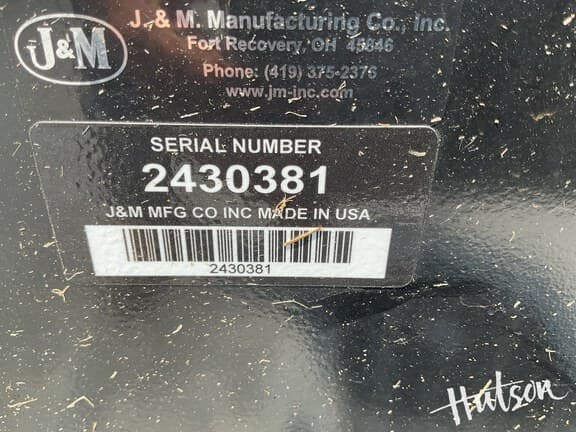 J&M
J. & M. Manufacturing Co., Inc.
Fort Recovery, OH 45846
Phone: (419) 375-2376
www.jm-inc.com
SERIAL NUMBER
2430381
J&M MFG CO INC MADE IN USA
2430381
Hutson